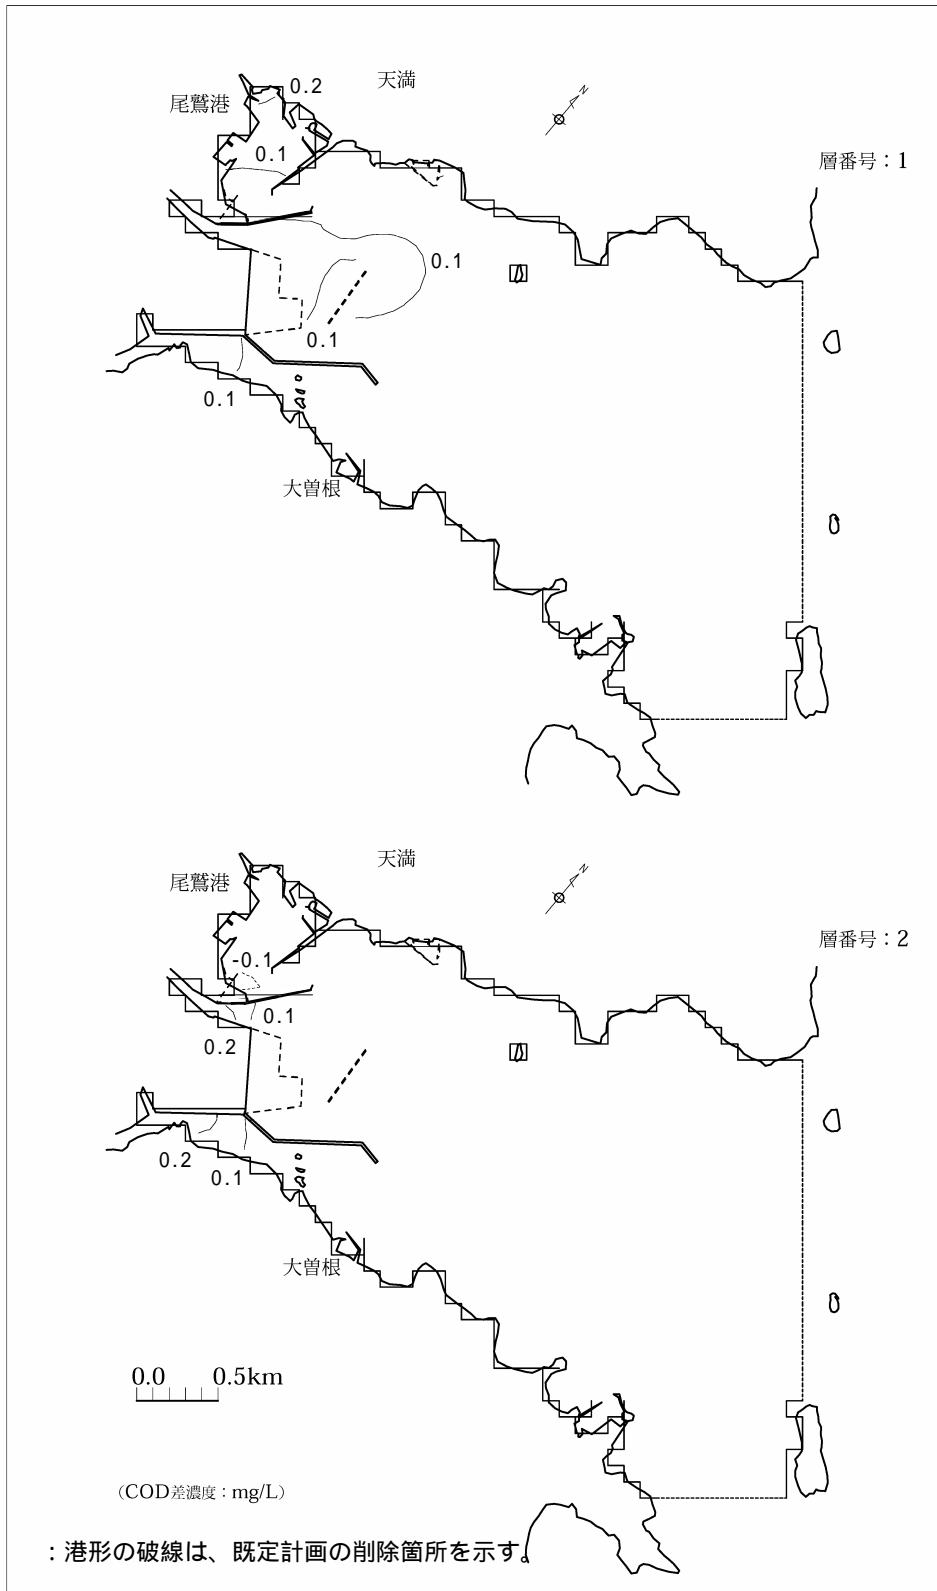 天満
0.2
尾鷲港
N
0.1
層番号：1
0.1
0.1
0.1
大曽根
天満
尾鷲港
N
層番号：2
-0.1
0.1
0.2
0.2
0.1
大曽根
0.0 0.5km
（COD差濃度：mg/L）
：港形の破線は、既定計画の削除箇所を示す。